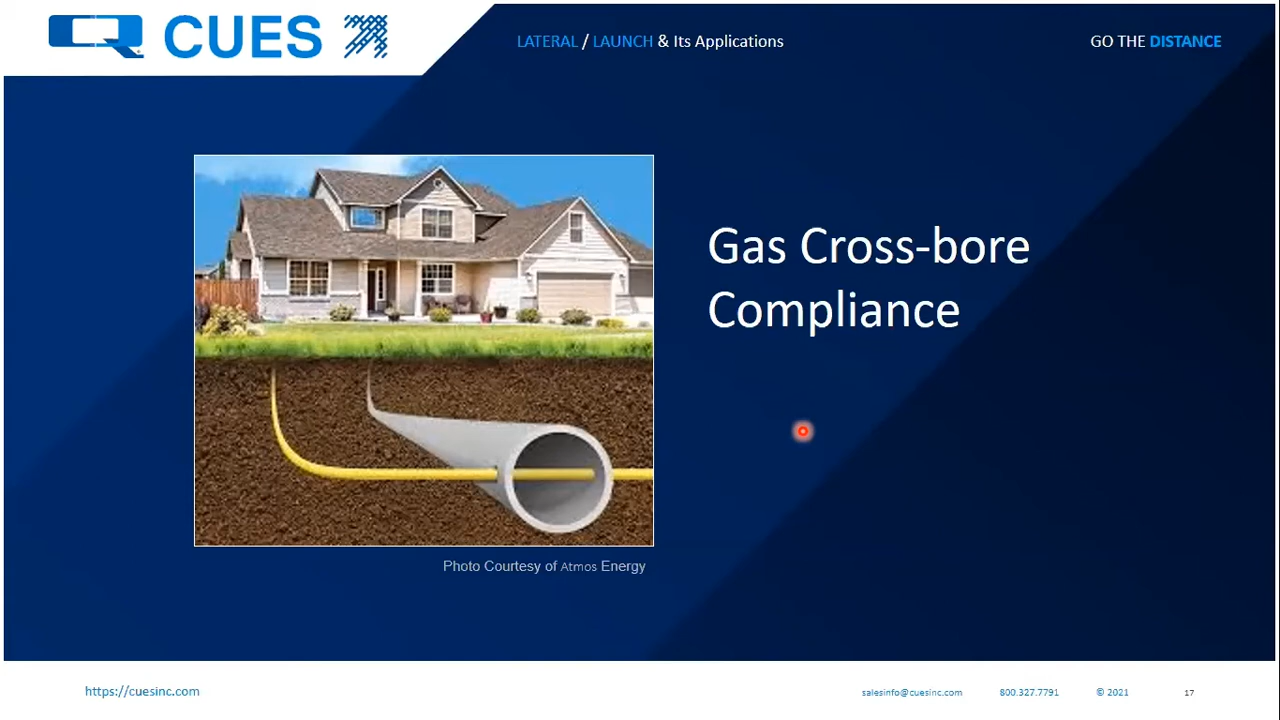 CUES
LATERAL / LAUNCH & Its Applications
GO THE DISTANCE
Gas Cross-bore
Compliance
Photo Courtesy of Atmos Energy
https://cuesinc.com
salesinfo@cuesinc.com
800.327.7791
© 2021
17